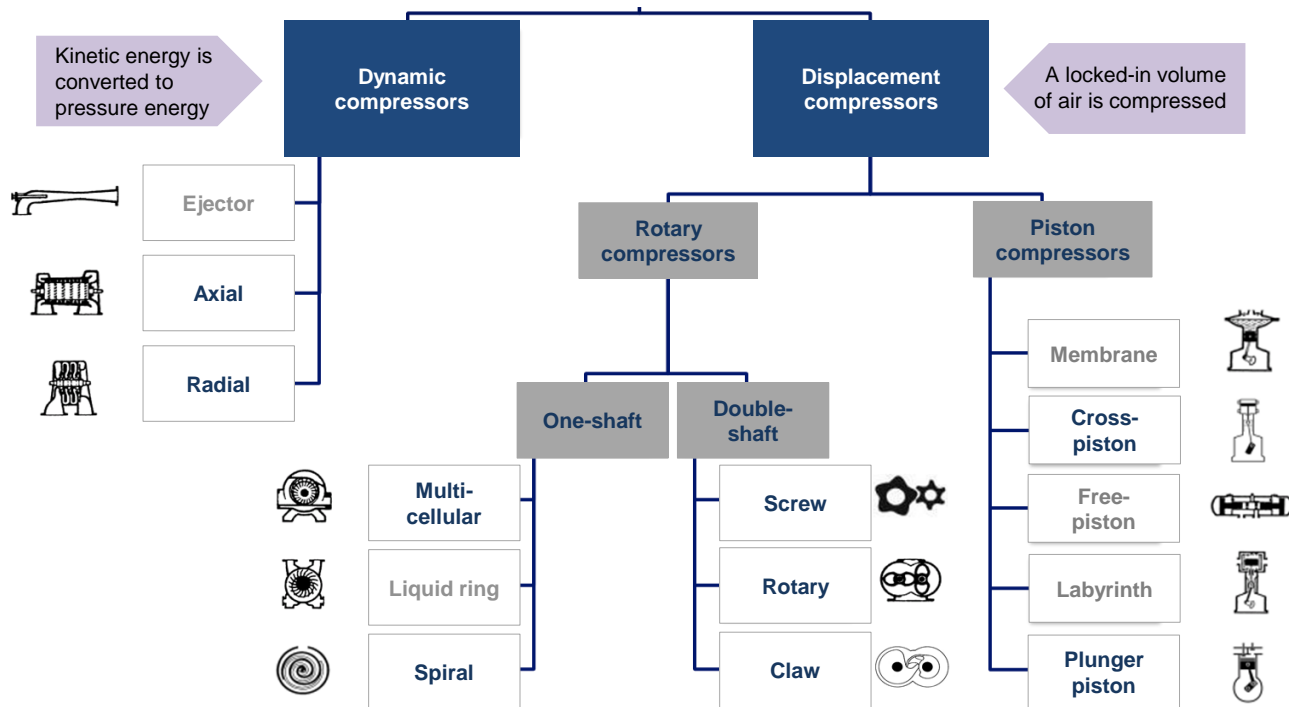 Kinetic energy is
converted to
pressure energy
Dynamic
compressors
Displacement
compressors
A locked-in volume
of air is compressed
Ejector
Axial
Radial
Rotary
compressors
Piston
compressors
One-shaft
Double-
shaft
Multi-
cellular
Liquid ring
Spiral
Screw
Rotary
Claw
Membrane
Cross-
piston
Free-
piston
Labyrinth
Plunger
piston